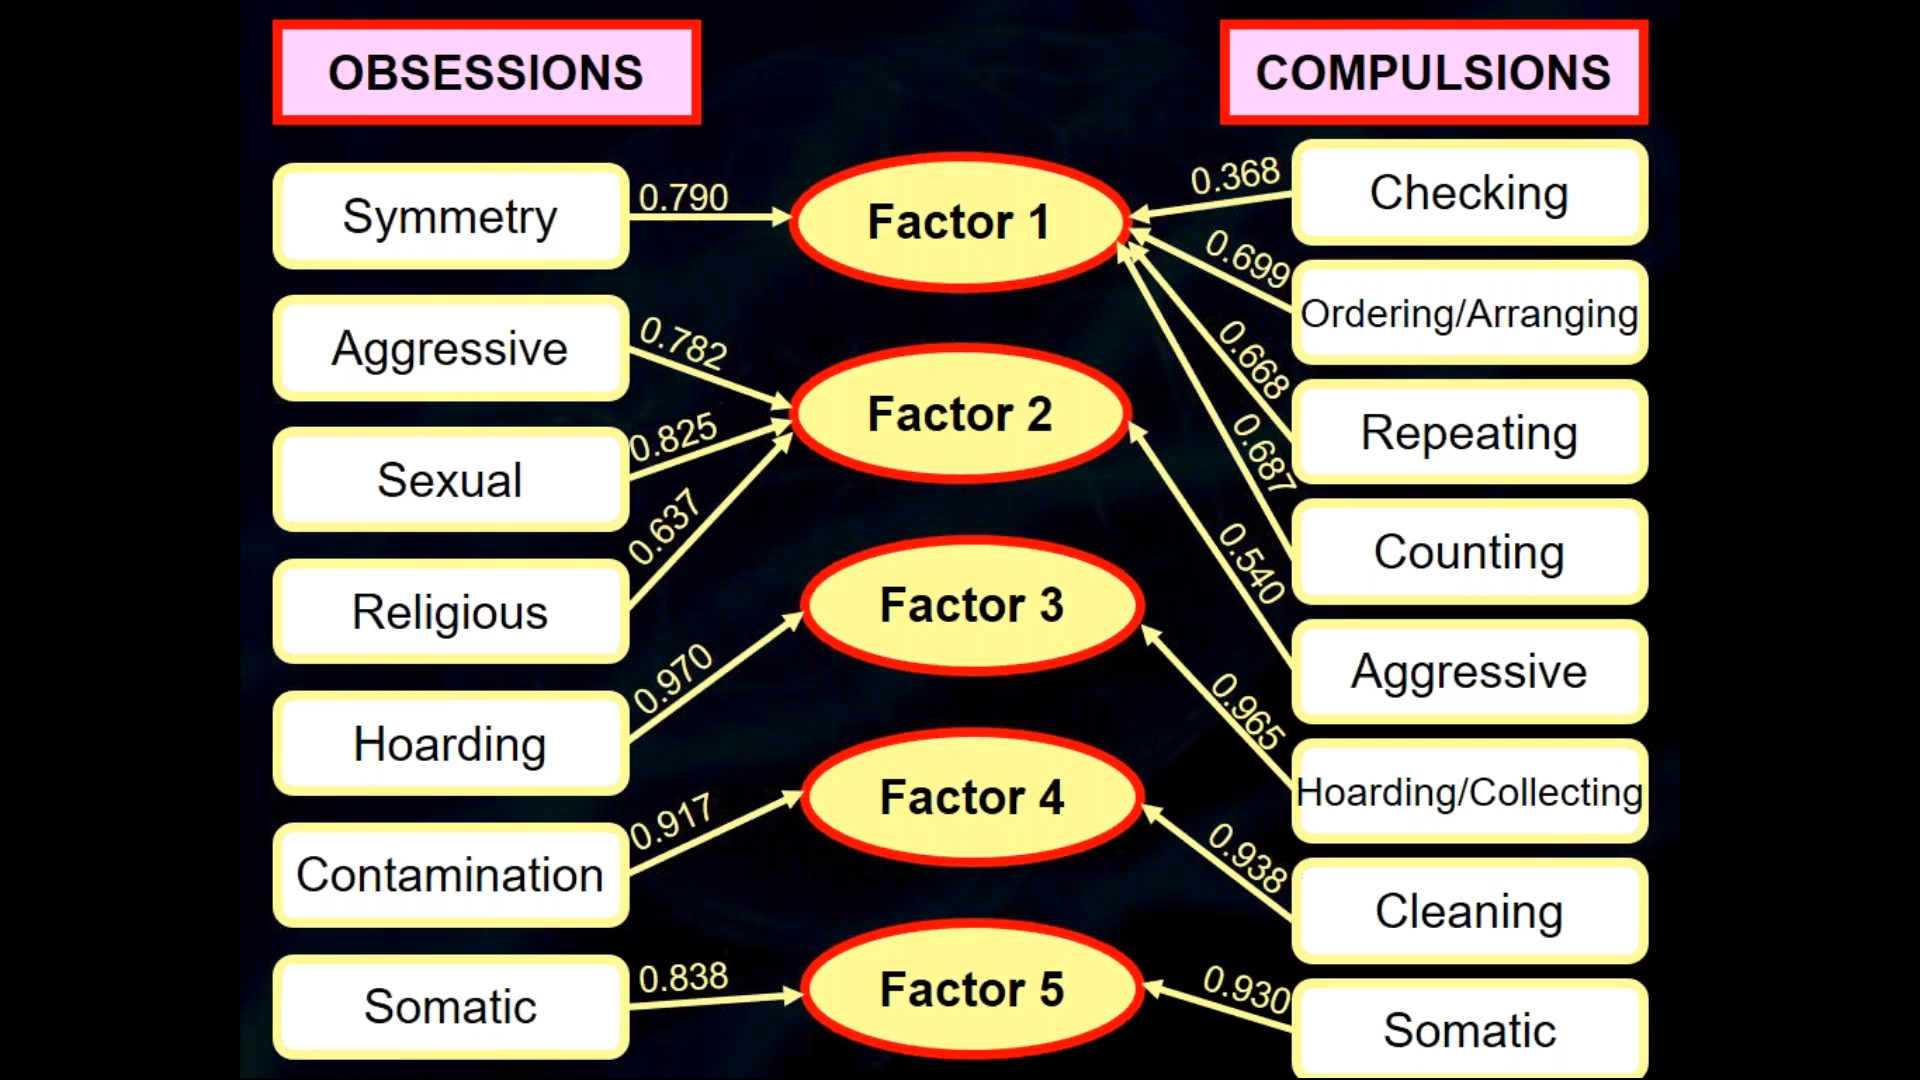 OBSESSIONS
COMPULSIONS
Symmetry
0.790
Factor 1
0.368
Checking
0.699
Ordering/Arranging
Aggressive
0.782
Factor 2
0.668
Repeating
Sexual
0.825
0.687
Counting
Religious
0.637
Factor 3
0.540
Aggressive
Hoarding
0.970
0.965
Hoarding/Collecting
Contamination
0.917
Factor 4
0.938
Cleaning
Somatic
0.838
Factor 5
0.930
Somatic